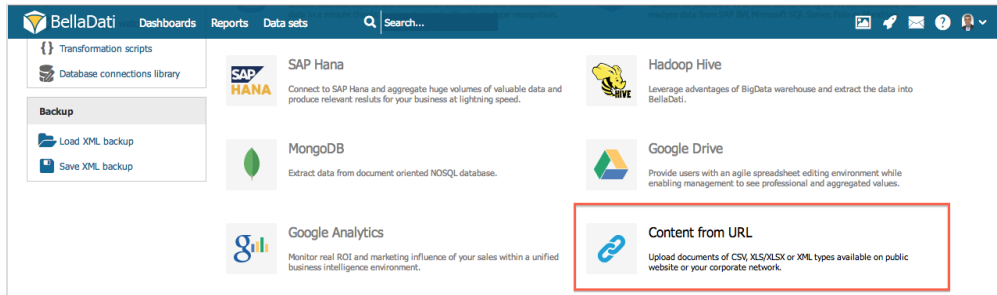 BellaDati Dashboards Reports Data sets Search...
{} Transformation scripts
Database connections library
Backup
Load XML backup
Save XML backup
SAP HANA
SAP Hana
Connect to SAP Hana and aggregate huge volumes of valuable data and
produce relevant resluts for your business at lightning speed.
HIVE
Hadoop Hive
Leverage advantages of BigData warehouse and extract the data into
BellaDati.
MongoDB
Extract data from document oriented NOSQL database.
Google Drive
Provide users with an agile spreadsheet editing environment while
enabling management to see professional and aggregated values.
Google Analytics
Monitor real ROI and marketing influence of your sales within a unified
business intelligence environment.
Content from URL
Upload documents of CSV, XLS/XLSX or XML types available on public
website or your corporate network.